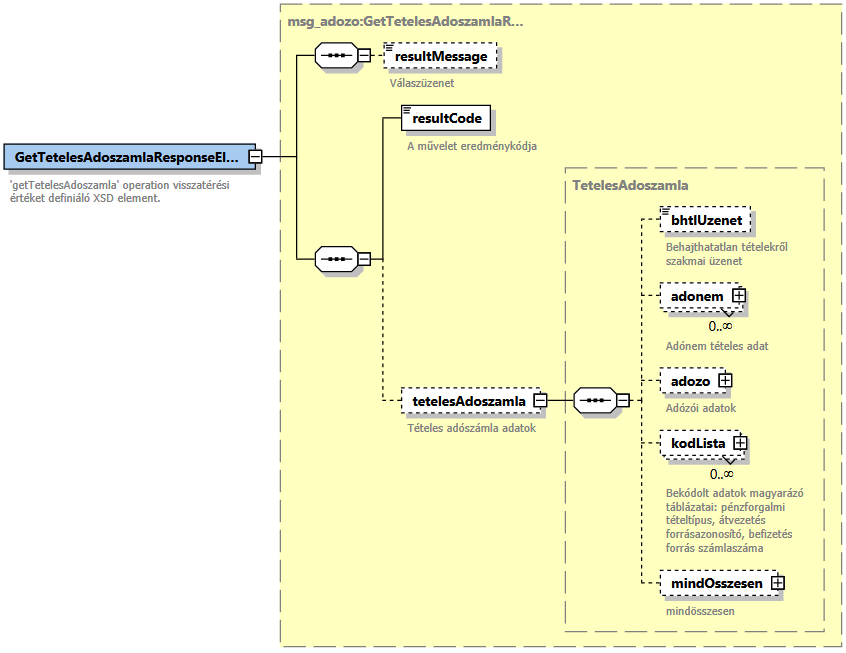 msg_adozo:GetTetelesAdoszamlaR...
resultMessage
Válaszüzenet
resultCode
A művelet eredménykódja
GetTetelesAdoszamlaResponseEl...
'getTetelesAdoszamla' operation visszatérési
értéket definiáló XSD element.
TetelesAdoszamla
bhtlUzenet
Behajthatatlan tételekről
szakmai üzenet
adonem
0..∞
Adónem tételes adat
adozo
Adózói adatok
tetelesAdoszamla
Tételes adószámla adatok
kodLista
0..∞
Bekódolt adatok magyarázó
táblázatai: pénzforgalmi
tételtípus, átvezetés
forrásazonosító, befizetés
forrás számlaszáma
mindOsszesen
mindösszesen